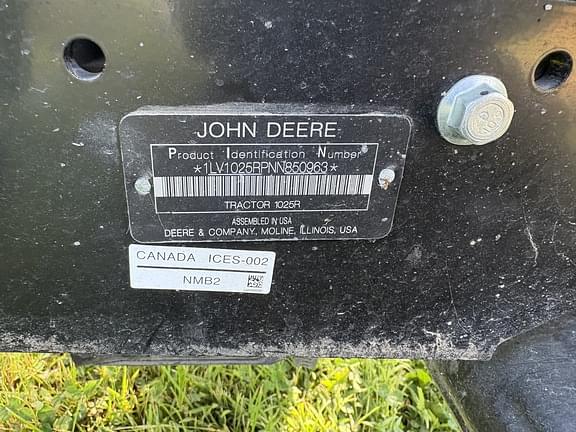 JOHN DEERE
Product Identification Number
*1LV1025RPNN850963*
TRACTOR 1025R
ASSEMBLED IN USA
DEERE & COMPANY, MOLINE, ILLINOIS, USA
CANADA ICES-002
NMB2